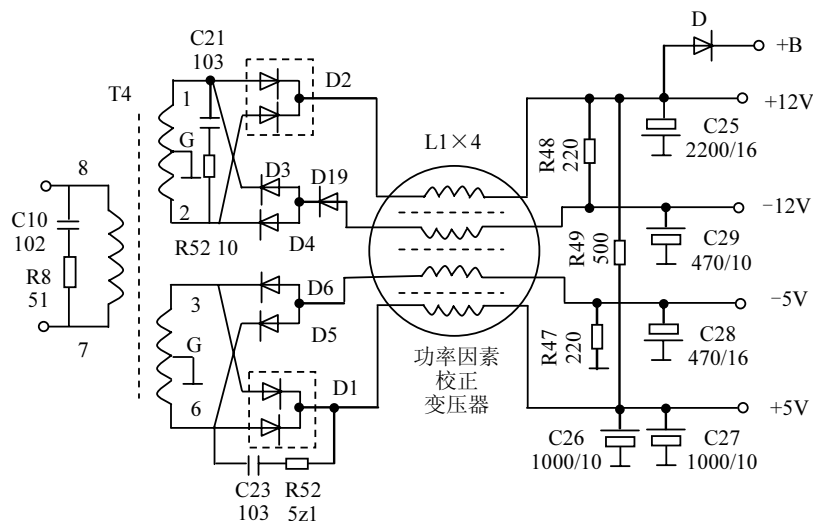 D
+B
C21
103
D2
T4
1
+12V
L1×4
C25
2200/16
R48
220
G
8
D3
D19
2
−12V
C10
102
R52 10
D4
R49
500
C29
470/10
R8
51
D6
3
−5V
D5
7
G
R47
220
C28
470/16
功率因素
校正
变压器
6
D1
+5V
C26
1000/10
C27
1000/10
C23
103
R52
5z1